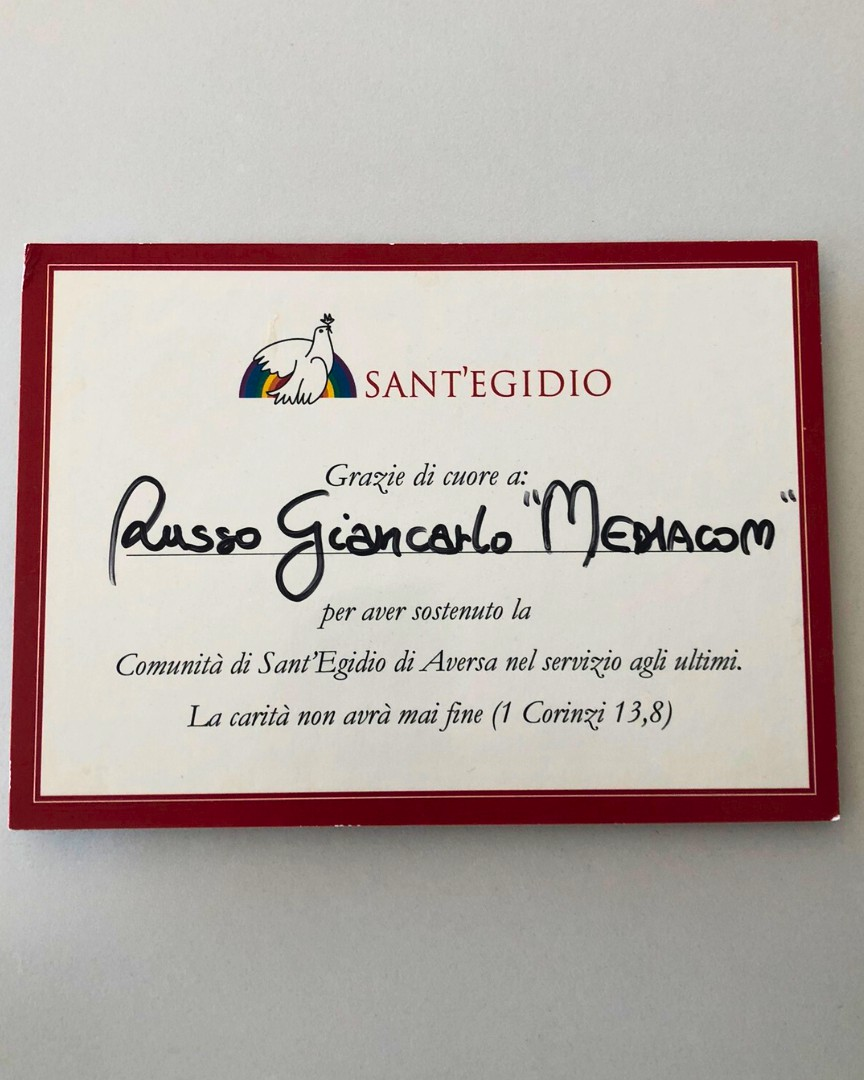 SANT'EGIDIO
Grazie di cuore a:
Russo Giancarlo "MEDIACOM"
per aver sostenuto la
Comunità di Sant'Egidio di Aversa nel servizio agli ultimi.
La carità non avrà mai fine (1 Corinzi 13,8)